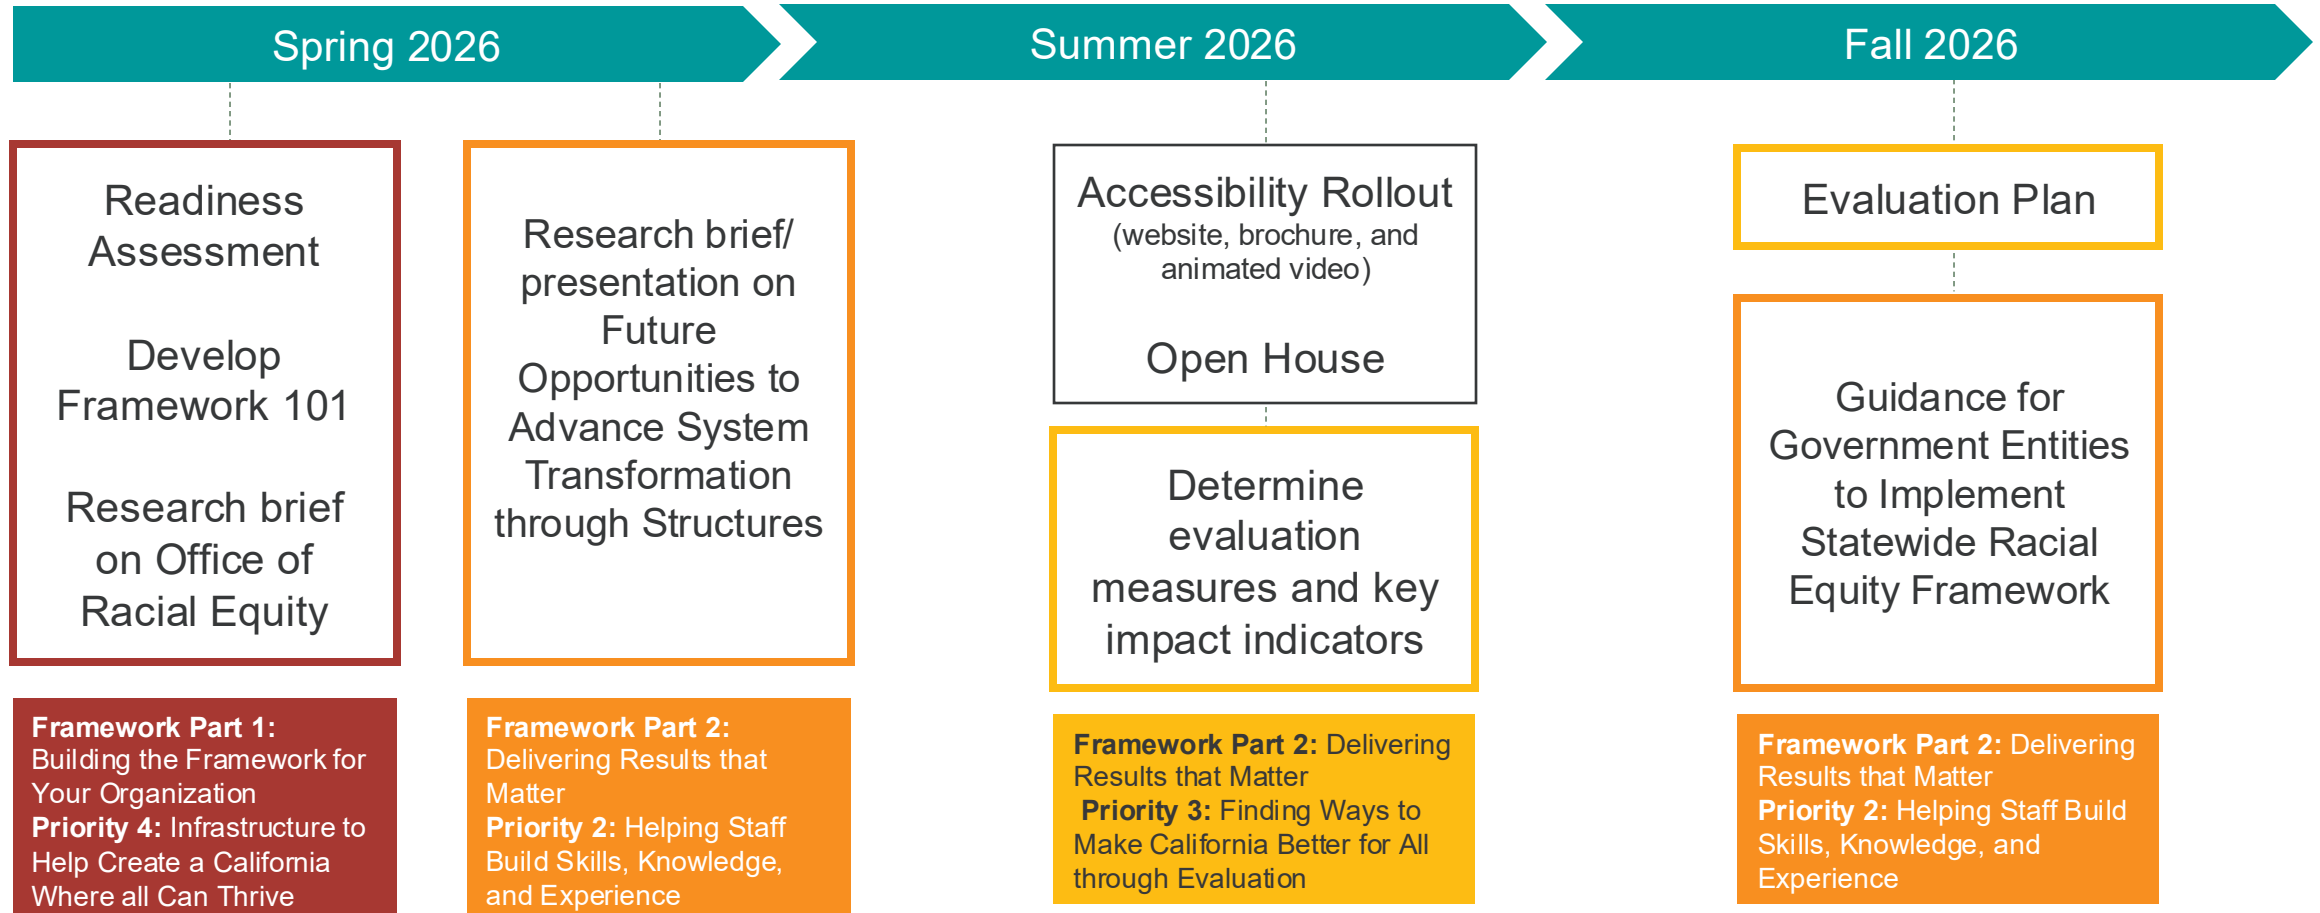 Spring 2026
Summer 2026
Fall 2026
Readiness
Assessment
Develop
Framework 101
Research brief
on Office of
Racial Equity
Research brief/
presentation on
Future
Opportunities to
Advance System
Transformation
through Structures
Accessibility Rollout
(website, brochure, and
animated video)
Open House
Determine
evaluation
measures and key
impact indicators
Evaluation Plan
Guidance for
Government Entities
to Implement
Statewide Racial
Equity Framework
Framework Part 1:
Building the Framework for
Your Organization
Priority 4: Infrastructure to
Help Create a California
Where all Can Thrive
Framework Part 2:
Delivering Results that
Matter
Priority 2: Helping Staff
Build Skills, Knowledge,
and Experience
Framework Part 2: Delivering
Results that Matter
Priority 3: Finding Ways to
Make California Better for All
through Evaluation
Framework Part 2: Delivering
Results that Matter
Priority 2: Helping Staff Build
Skills, Knowledge, and
Experience